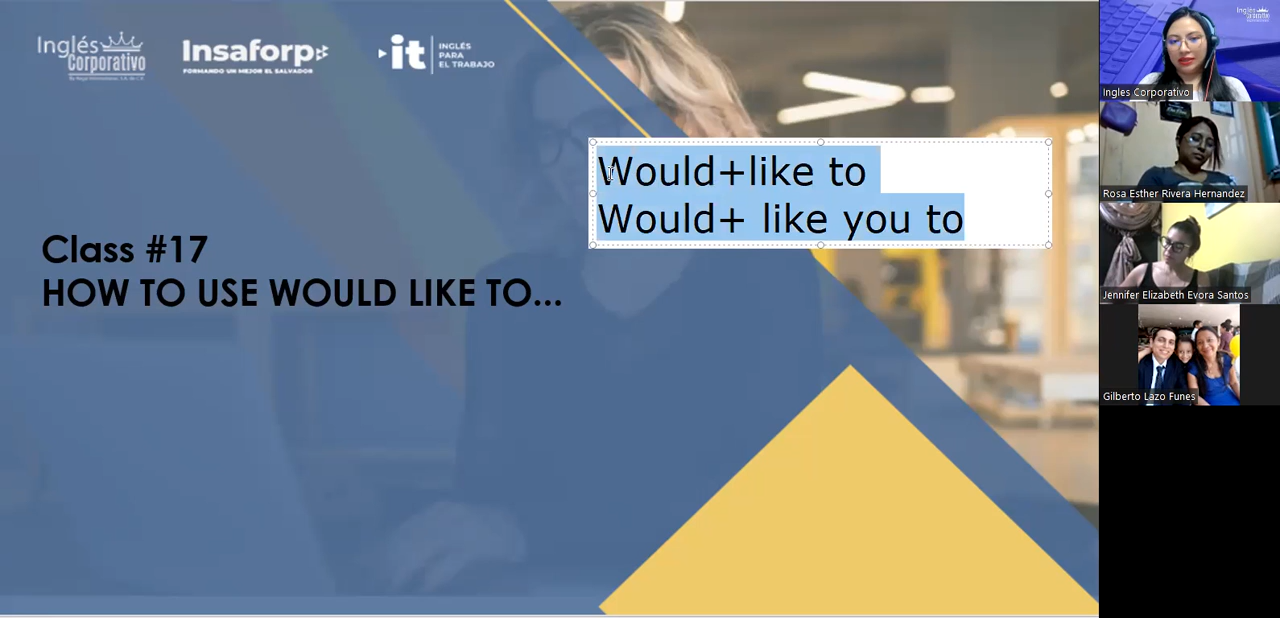 Inglés
Corporativo
Insaforp
FORMANDO UN MEJOR EL SALVADOR
it
INGLÉS
PARA
EL TRABAJO
Would+like to
Would+ like you to
Class #17
HOW TO USE WOULD LIKE TO...
Inglés
Corporativo
Ingles Corporativo
Rosa Esther Rivera Hernandez
Jennifer Elizabeth Evora Santos
Gilberto Lazo Funes